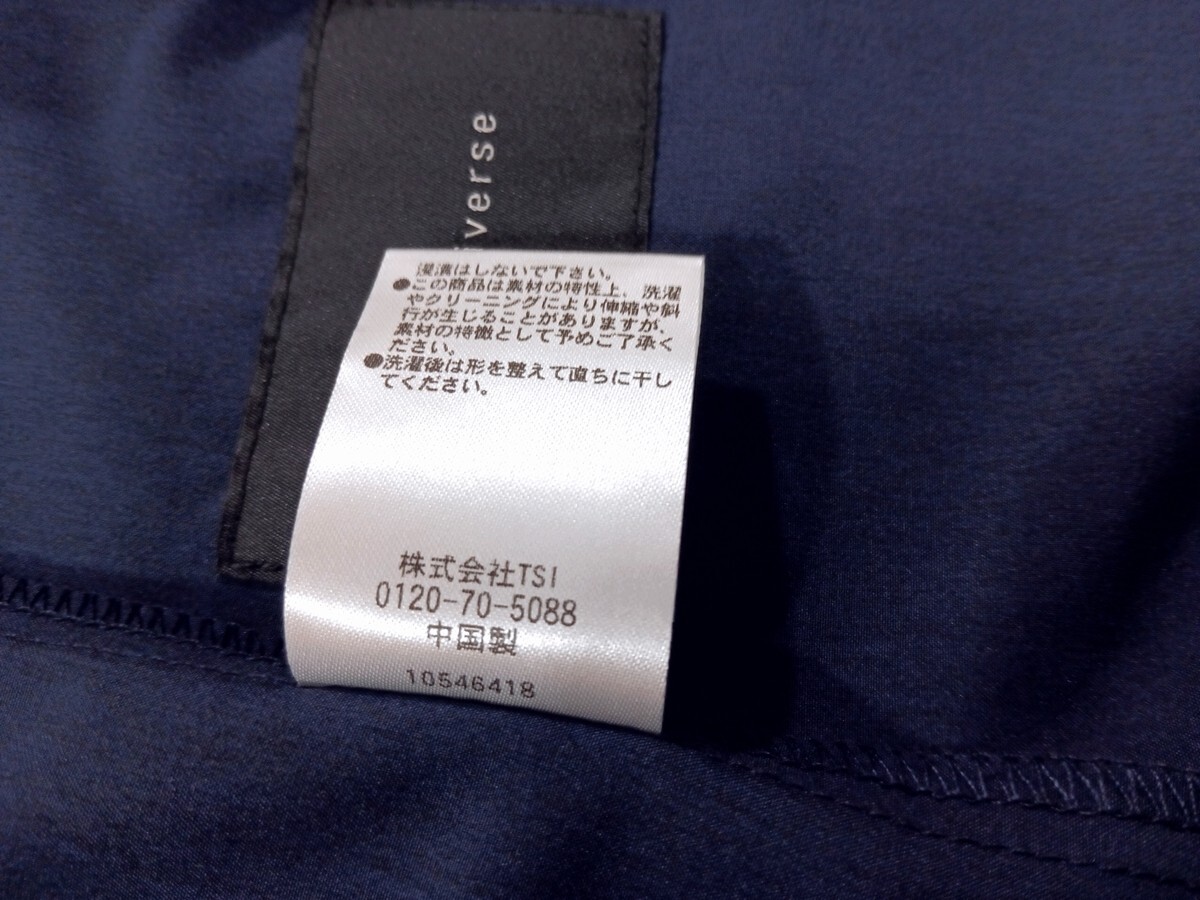 verse
浸漬はしないで下さい。
●この商品は素材の特性上、洗濯
やクリーニングにより伸縮や斜
行が生じることがありますが、
素材の特徴として予めご了承く
ださい。
●洗濯後は形を整えて直ちに干し
てください。
株式会社TSI
0120-70-5088
中国製
10546418